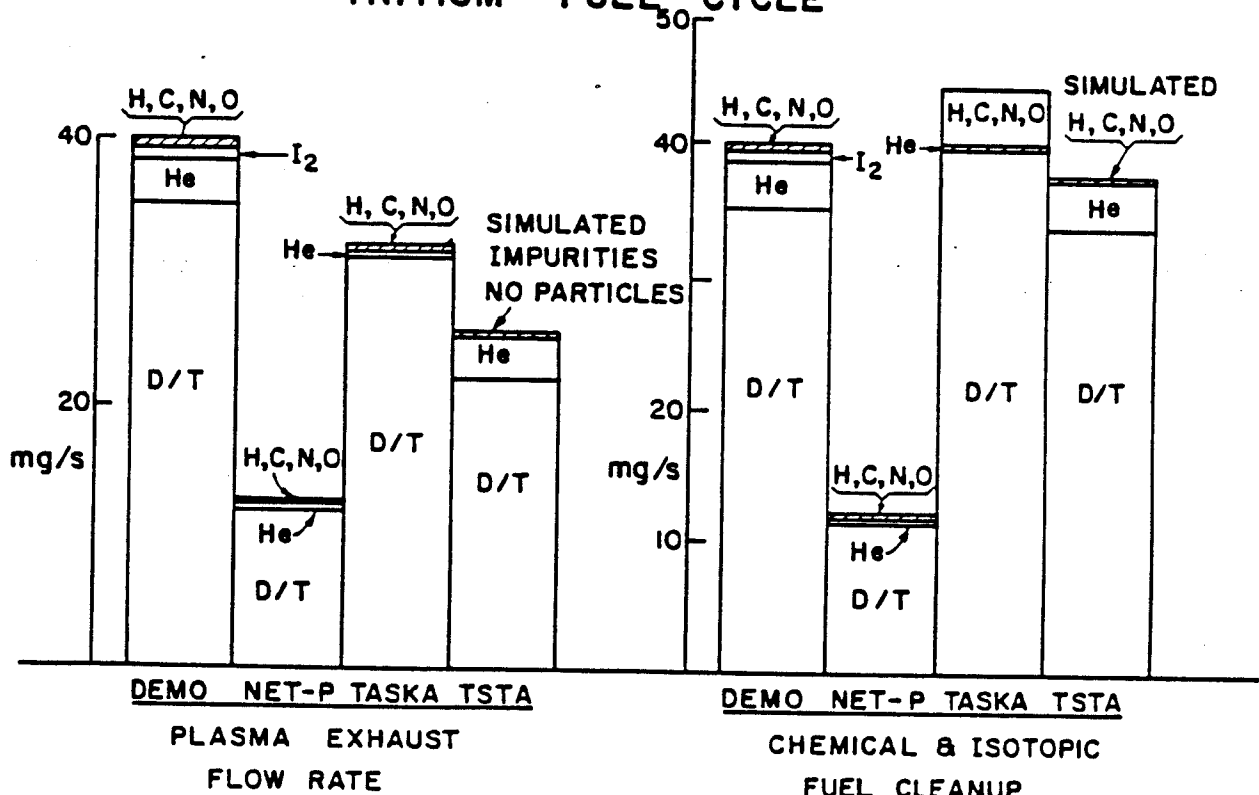 TRITIUM FUEL CYCLE
40
20
mg/s
H, C, N, O
I2
He
D/T
H,C,N,O
He
D/T
H, C, N, O
He
D/T
SIMULATED
IMPURITIES
NO PARTICLES
He
D/T
DEMO NET-P TASKA TSTA
PLASMA EXHAUST
FLOW RATE
50
40
20
10
mg/s
H, C, N, O
I2
He
D/T
H,C,N,O
He
D/T
H,C,N,O
He
D/T
SIMULATED
H, C, N, O
He
D/T
DEMO NET-P TASKA TSTA
CHEMICAL & ISOTOPIC
FUEL CLEANUP